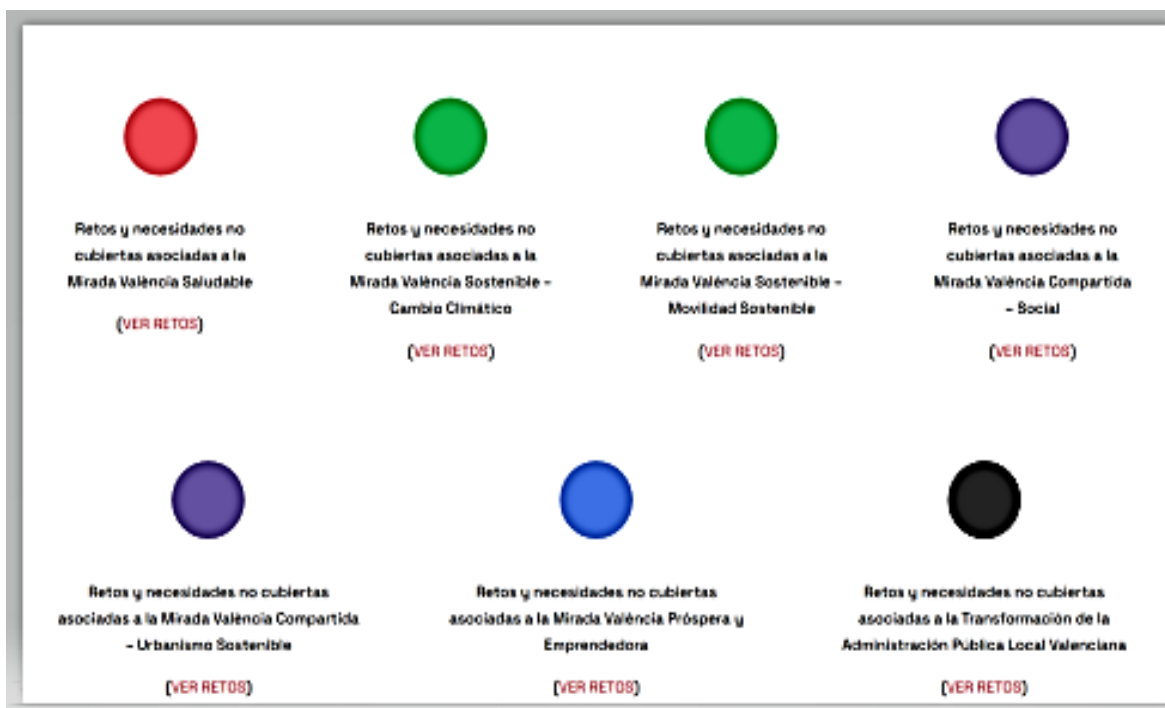 Retos y necesidades no
cubiertas asociadas a la
Mirada València Saludable
(VER RETOS)
Retos y necesidades no
cubiertas asociadas a la
Mirada València Sostenible –
Cambio Climático
(VER RETOS)
Retos y necesidades no
cubiertas asociadas a la
Mirada València Sostenible –
Movilidad Sostenible
(VER RETOS)
Retos y necesidades no
cubiertas asociadas a la
Mirada València Compartida
– Social
(VER RETOS)
Retos y necesidades no cubiertas
asociadas a la Mirada València Compartida
– Urbanismo Sostenible
(VER RETOS)
Retos y necesidades no cubiertas
asociadas a la Mirada València Próspera y
Emprendedora
(VER RETOS)
Retos y necesidades no cubiertas
asociadas a la Transformación de la
Administración Pública Local Valenciana
(VER RETOS)